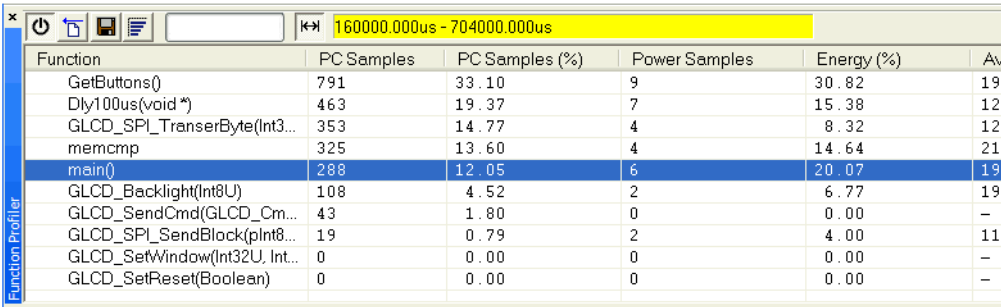 160000.000us - 704000.000us
Function PC Samples PC Samples (%) Power Samples Energy (%) Av
GetButtons() 791 33.10 9 30.82 19
Dly100us(void *) 463 19.37 7 15.38 12
GLCD_SPI_TranserByte(Int3... 353 14.77 4 8.32 12
memcmp 325 13.60 4 14.64 21
main() 288 12.05 6 20.07 19
GLCD_Backlight(Int8U) 108 4.52 2 6.77 19
GLCD_SendCmd(GLCD_Cm... 43 1.80 0 0.00 –
GLCD_SPI_SendBlock(pInt8... 19 0.79 2 4.00 11
GLCD_SetWindow(Int32U, Int... 0 0.00 0 0.00 –
GLCD_SetReset(Boolean) 0 0.00 0 0.00 –
Function Profiler